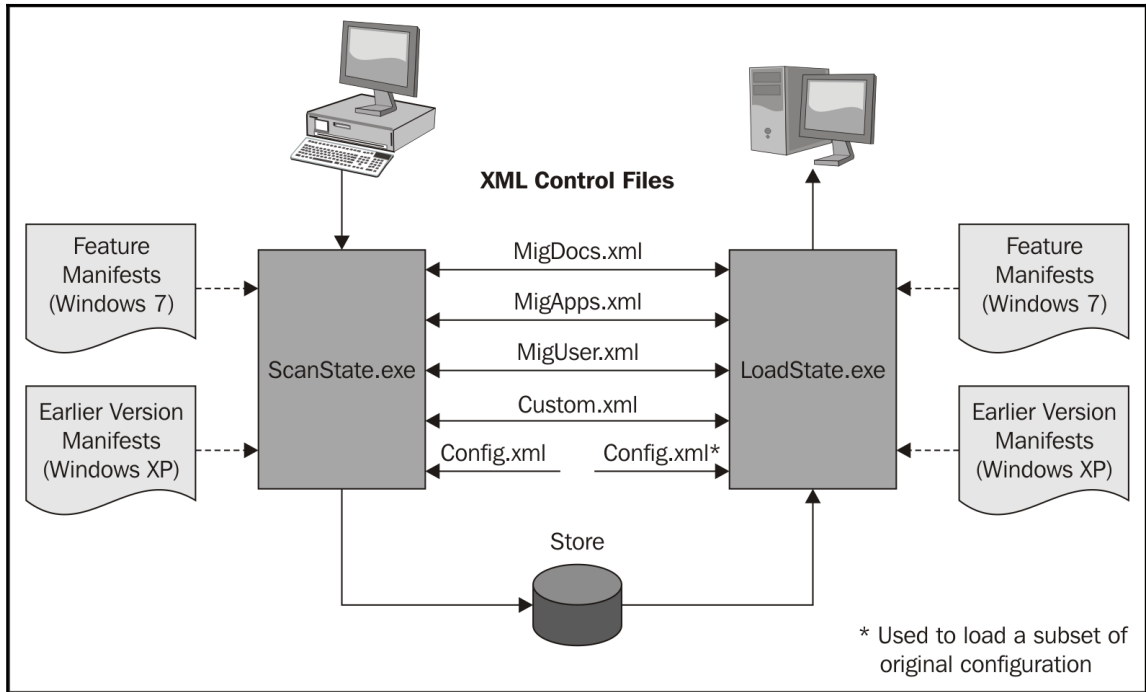 XML Control Files
Feature
Manifests
(Windows 7)
Earlier Version
Manifests
(Windows XP)
ScanState.exe
MigDocs.xml
MigApps.xml
MigUser.xml
Custom.xml
Config.xml
Config.xml*
LoadState.exe
Feature
Manifests
(Windows 7)
Earlier Version
Manifests
(Windows XP)
Store
* Used to load a subset of
original configuration